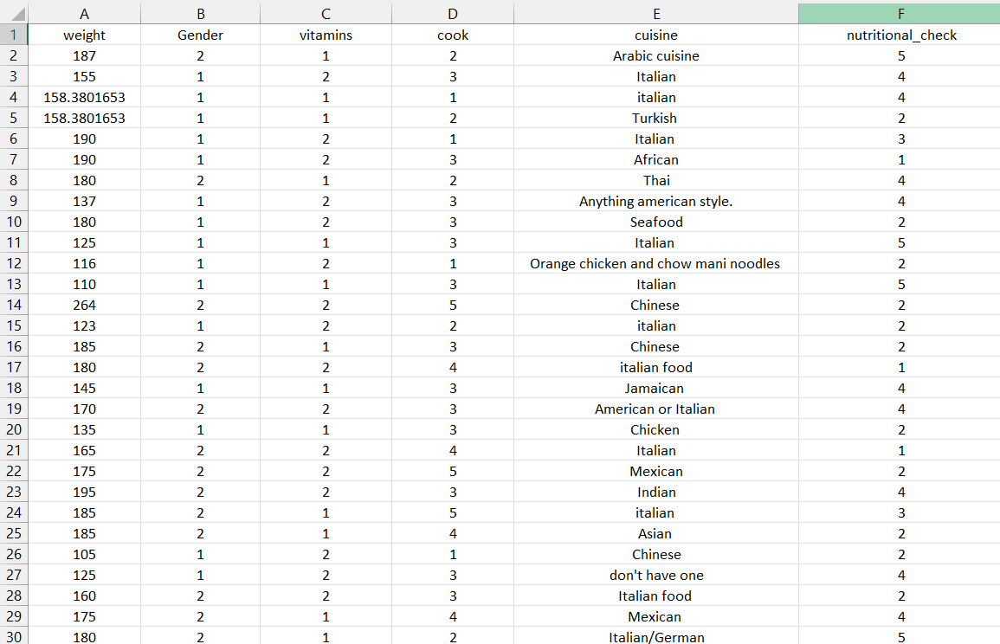 A B C D E F
1 weight Gender vitamins cook cuisine nutritional_check
2 187 2 1 2 Arabic cuisine 5
3 155 1 2 3 Italian 4
4 158.3801653 1 1 1 italian 4
5 158.3801653 1 1 2 Turkish 2
6 190 1 2 1 Italian 3
7 190 1 2 3 African 1
8 180 2 1 2 Thai 4
9 137 1 2 3 Anything american style. 4
10 180 1 2 3 Seafood 2
11 125 1 1 3 Italian 5
12 116 1 2 1 Orange chicken and chow mani noodles 2
13 110 1 1 3 Italian 5
14 264 2 2 5 Chinese 2
15 123 1 2 2 italian 2
16 185 2 1 3 Chinese 2
17 180 2 2 4 italian food 1
18 145 1 1 3 Jamaican 4
19 170 2 2 3 American or Italian 4
20 135 1 1 3 Chicken 2
21 165 2 2 4 Italian 1
22 175 2 2 5 Mexican 2
23 195 2 2 3 Indian 4
24 185 2 1 5 italian 3
25 185 2 1 4 Asian 2
26 105 1 2 1 Chinese 2
27 125 1 2 3 don't have one 4
28 160 2 2 3 Italian food 2
29 175 2 1 4 Mexican 4
30 180 2 1 2 Italian/German 5